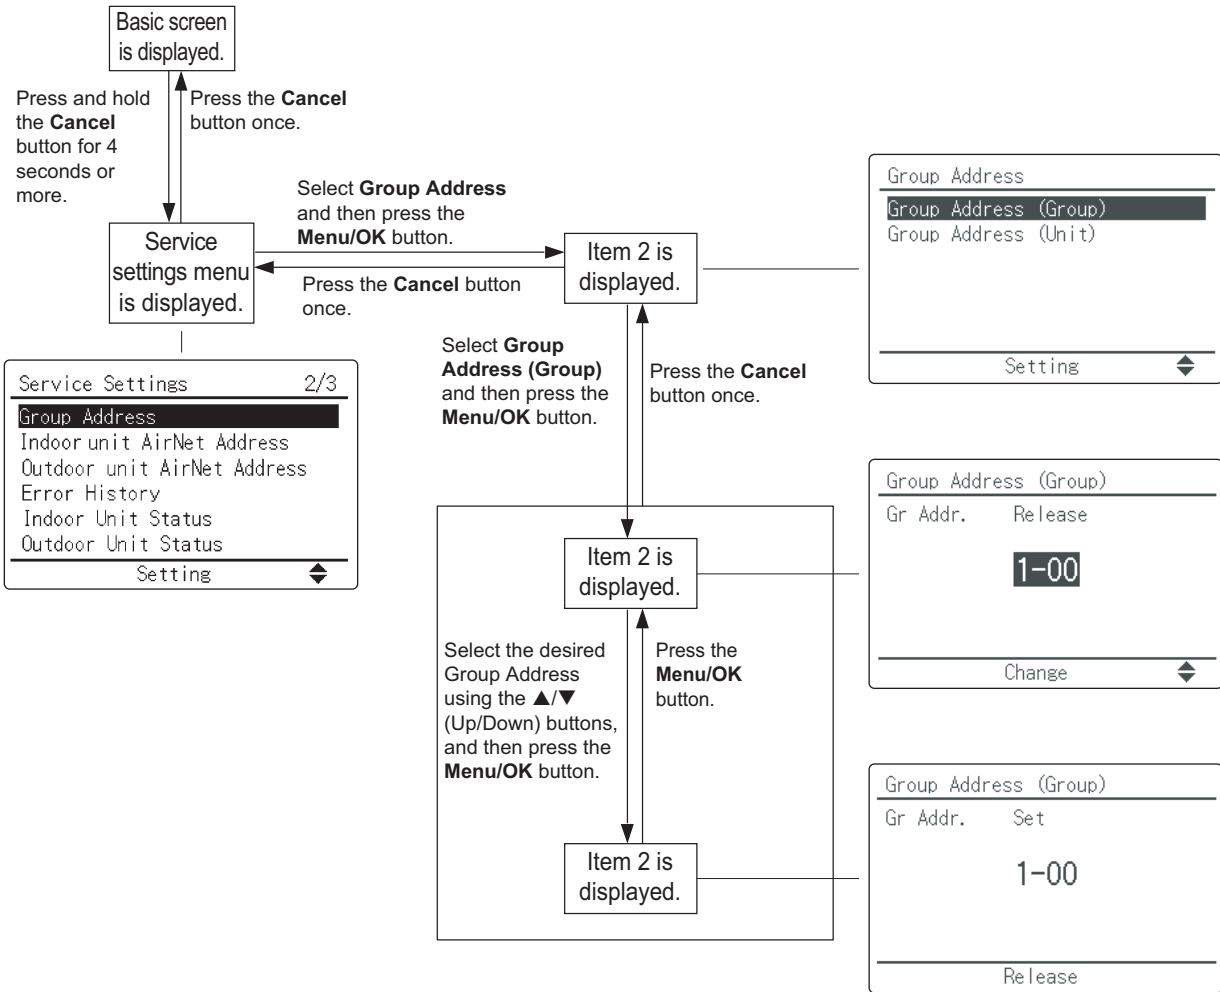 Basic screen
is displayed.
Press and hold
the Cancel
button for 4
seconds or
more.
Press the Cancel
button once.
Service
settings menu
is displayed.
Select Group Address
and then press the
Menu/OK button.
Press the Cancel button
once.
Item 2 is
displayed.
Group Address
Group Address (Group)
Group Address (Unit)
Setting
Service Settings 2/3
Group Address
Indoor unit AirNet Address
Outdoor unit AirNet Address
Error History
Indoor Unit Status
Outdoor Unit Status
Setting
Select Group
Address (Group)
and then press the
Menu/OK button.
Press the Cancel
button once.
Item 2 is
displayed.
Group Address (Group)
Gr Addr. Release
1-00
Change
Select the desired
Group Address
using the ▲/▼
(Up/Down) buttons,
and then press the
Menu/OK button.
Press the
Menu/OK
button.
Item 2 is
displayed.
Group Address (Group)
Gr Addr. Set
1-00
Release